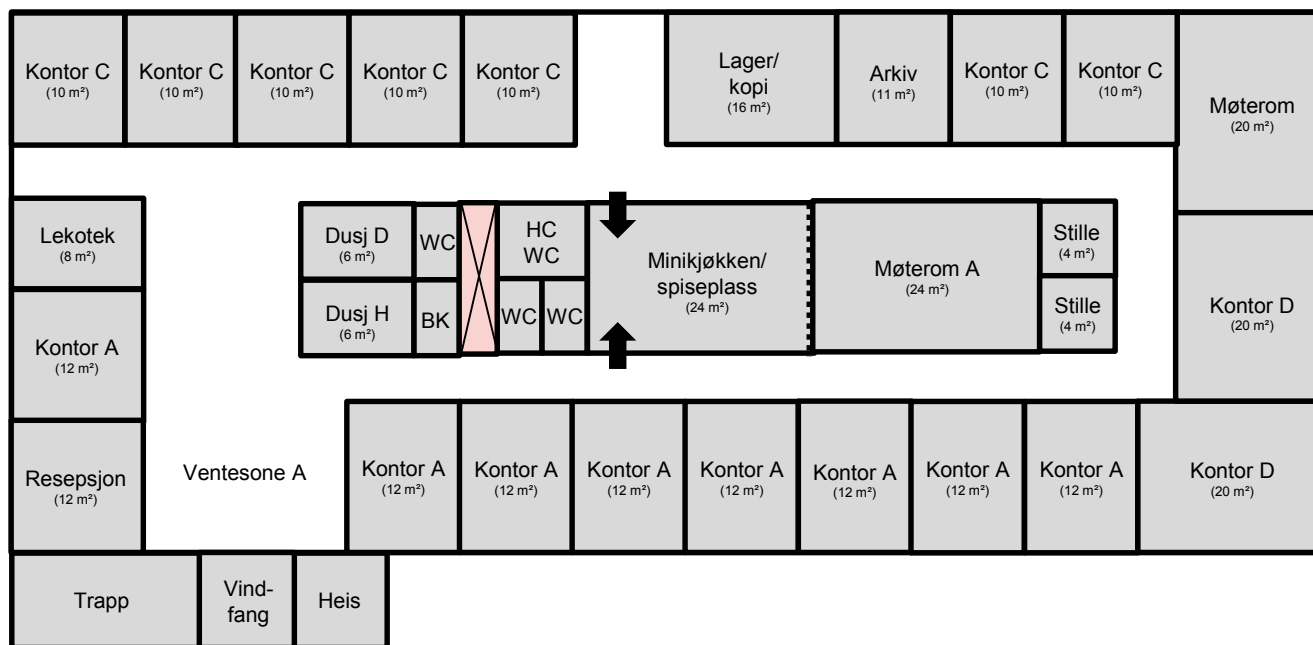 Kontor C
(10 m²)
Kontor C
(10 m²)
Kontor C
(10 m²)
Kontor C
(10 m²)
Kontor C
(10 m²)
Lager/
kopi
(16 m²)
Arkiv
(11 m²)
Kontor C
(10 m²)
Kontor C
(10 m²)
Møterom
(20 m²)
Lekotek
(8 m²)
Dusj D
(6 m²)
WC
HC
WC
Minikjøkken/
spiseplass
(24 m²)
Møterom A
(24 m²)
Stille
(4 m²)
Dusj H
(6 m²)
BK
WC
WC
Stille
(4 m²)
Kontor D
(20 m²)
Kontor A
(12 m²)
Resepsjon
(12 m²)
Ventesone A
Kontor A
(12 m²)
Kontor A
(12 m²)
Kontor A
(12 m²)
Kontor A
(12 m²)
Kontor A
(12 m²)
Kontor A
(12 m²)
Kontor A
(12 m²)
Kontor D
(20 m²)
Trapp
Vind-
fang
Heis